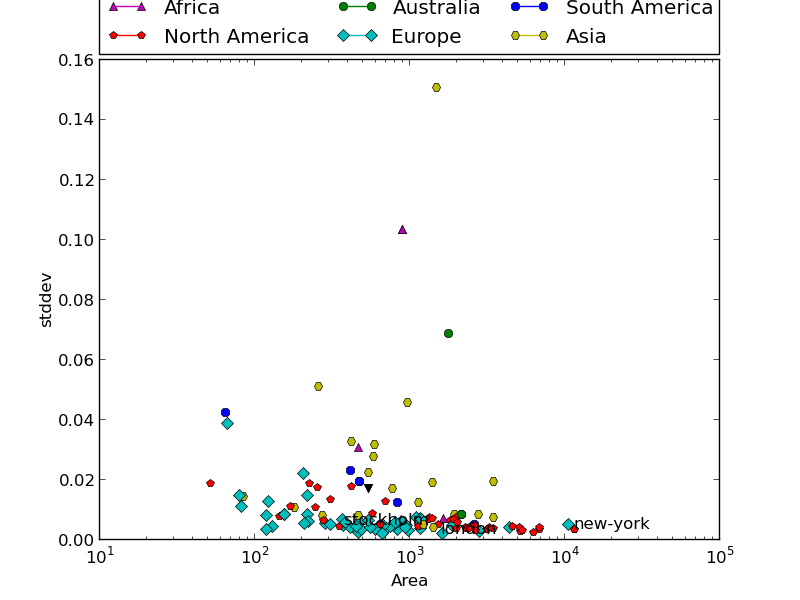 Africa Australia South America
North America Europe Asia
0.16
0.14
0.12
0.10
0.08
0.06
0.04
0.02
0.00
stddev
stockholm
london
new-york
10^1 10^2 10^3 10^4 10^5
Area